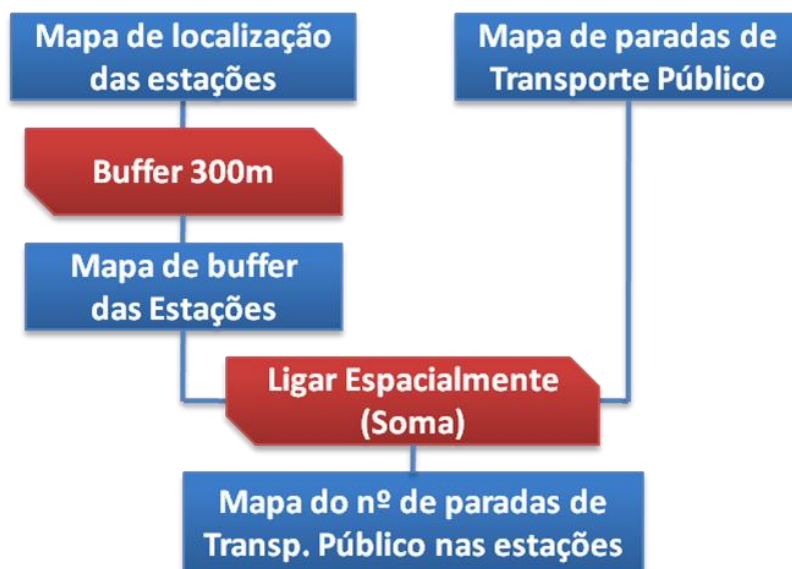 Mapa de localização
das estações
Mapa de paradas de
Transporte Público
Buffer 300m
Mapa de buffer
das Estações
Ligar Espacialmente
(Soma)
Mapa do nº de paradas de
Transp. Público nas estações